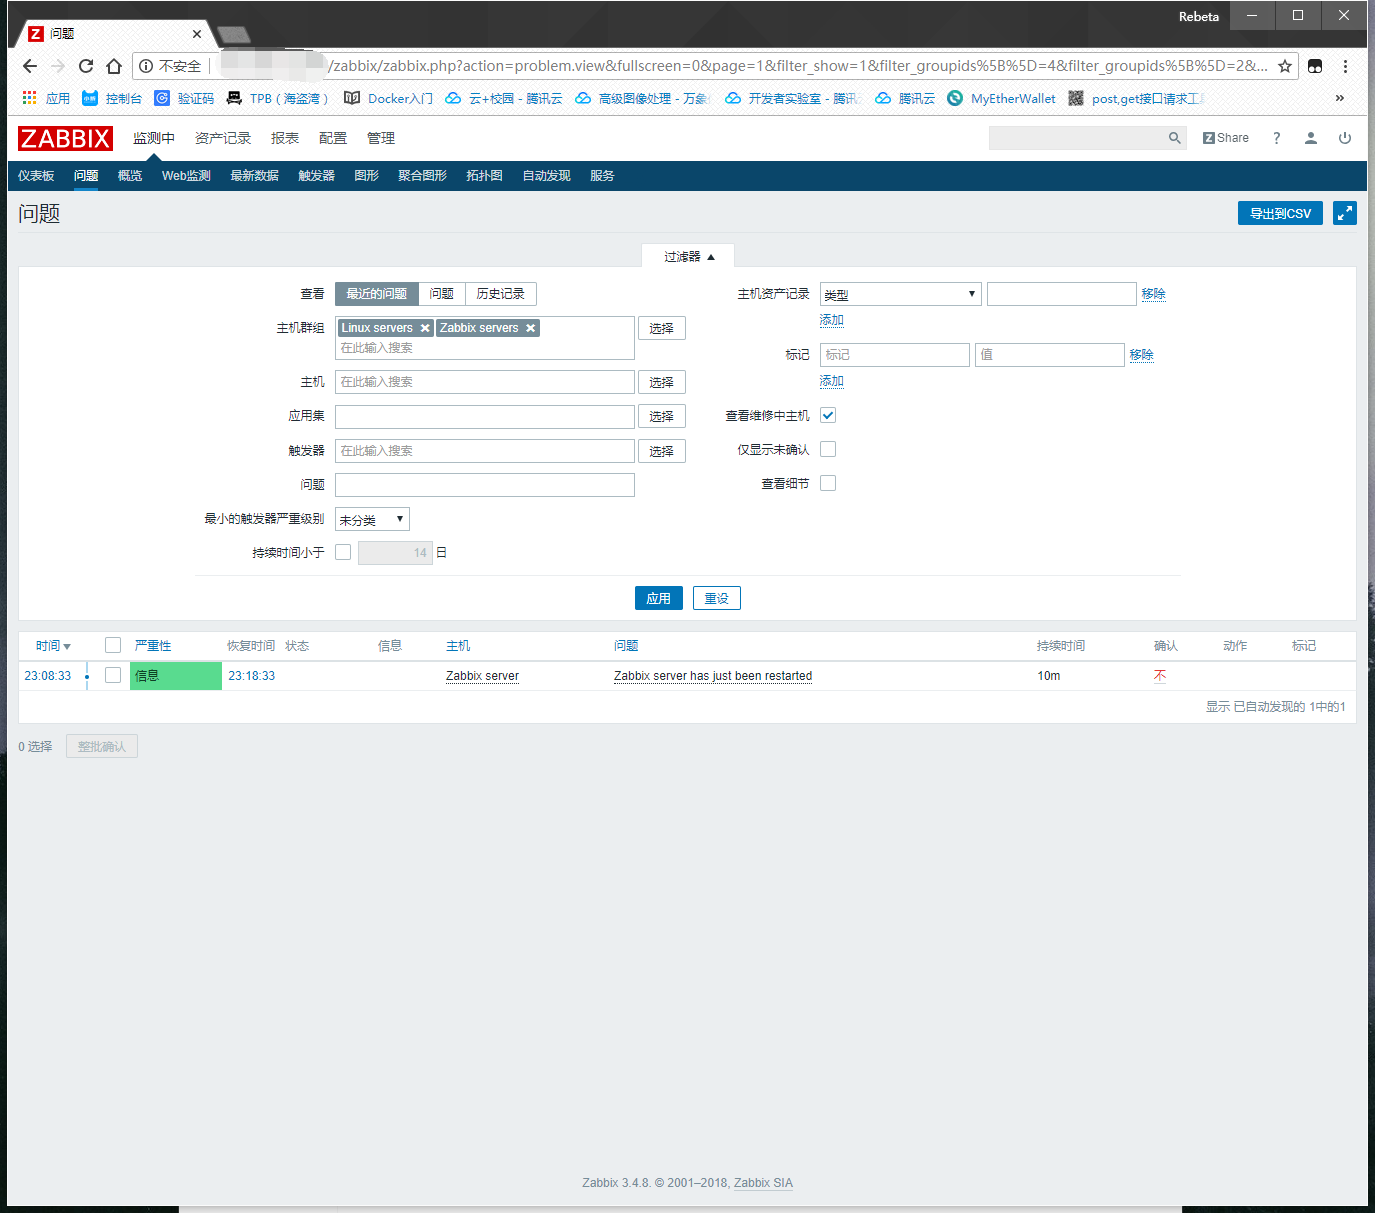 Rebeta
Z 问题
不安全 | /zabbix/zabbix.php?action=problem.view&fullscreen=0&page=1&filter_show=1&filter_groupids%5B%5D=4&filter_groupids%5B%5D=2&...
应用 控制台 验证码 TPB（海盗湾） Docker入门 云+校园 - 腾讯云 高级图像处理 - 万象 开发者实验室 - 腾讯 腾讯云 MyEtherWallet post,get接口请求工 »
ZABBIX 监测中 资产记录 报表 配置 管理 Z Share ?
仪表板 问题 概览 Web监测 最新数据 触发器 图形 聚合图形 拓扑图 自动发现 服务
问题 导出到CSV
过滤器
查看 最近的问题 问题 历史记录 主机资产记录 类型 移除
添加
主机群组 Linux servers Zabbix servers 选择
在此输入搜索
标记 标记 值 移除
添加
主机 在此输入搜索 选择
应用集 选择 查看维修中主机
触发器 在此输入搜索 选择 仅显示未确认
问题 查看细节
最小的触发器严重级别 未分类
持续时间小于 14 日
应用 重设
时间 严重性 恢复时间 状态 信息 主机 问题 持续时间 确认 动作 标记
23:08:33 信息 23:18:33 Zabbix server Zabbix server has just been restarted 10m 不
显示 已自动发现的 1中的1
0 选择 整批确认
Zabbix 3.4.8. © 2001–2018, Zabbix SIA